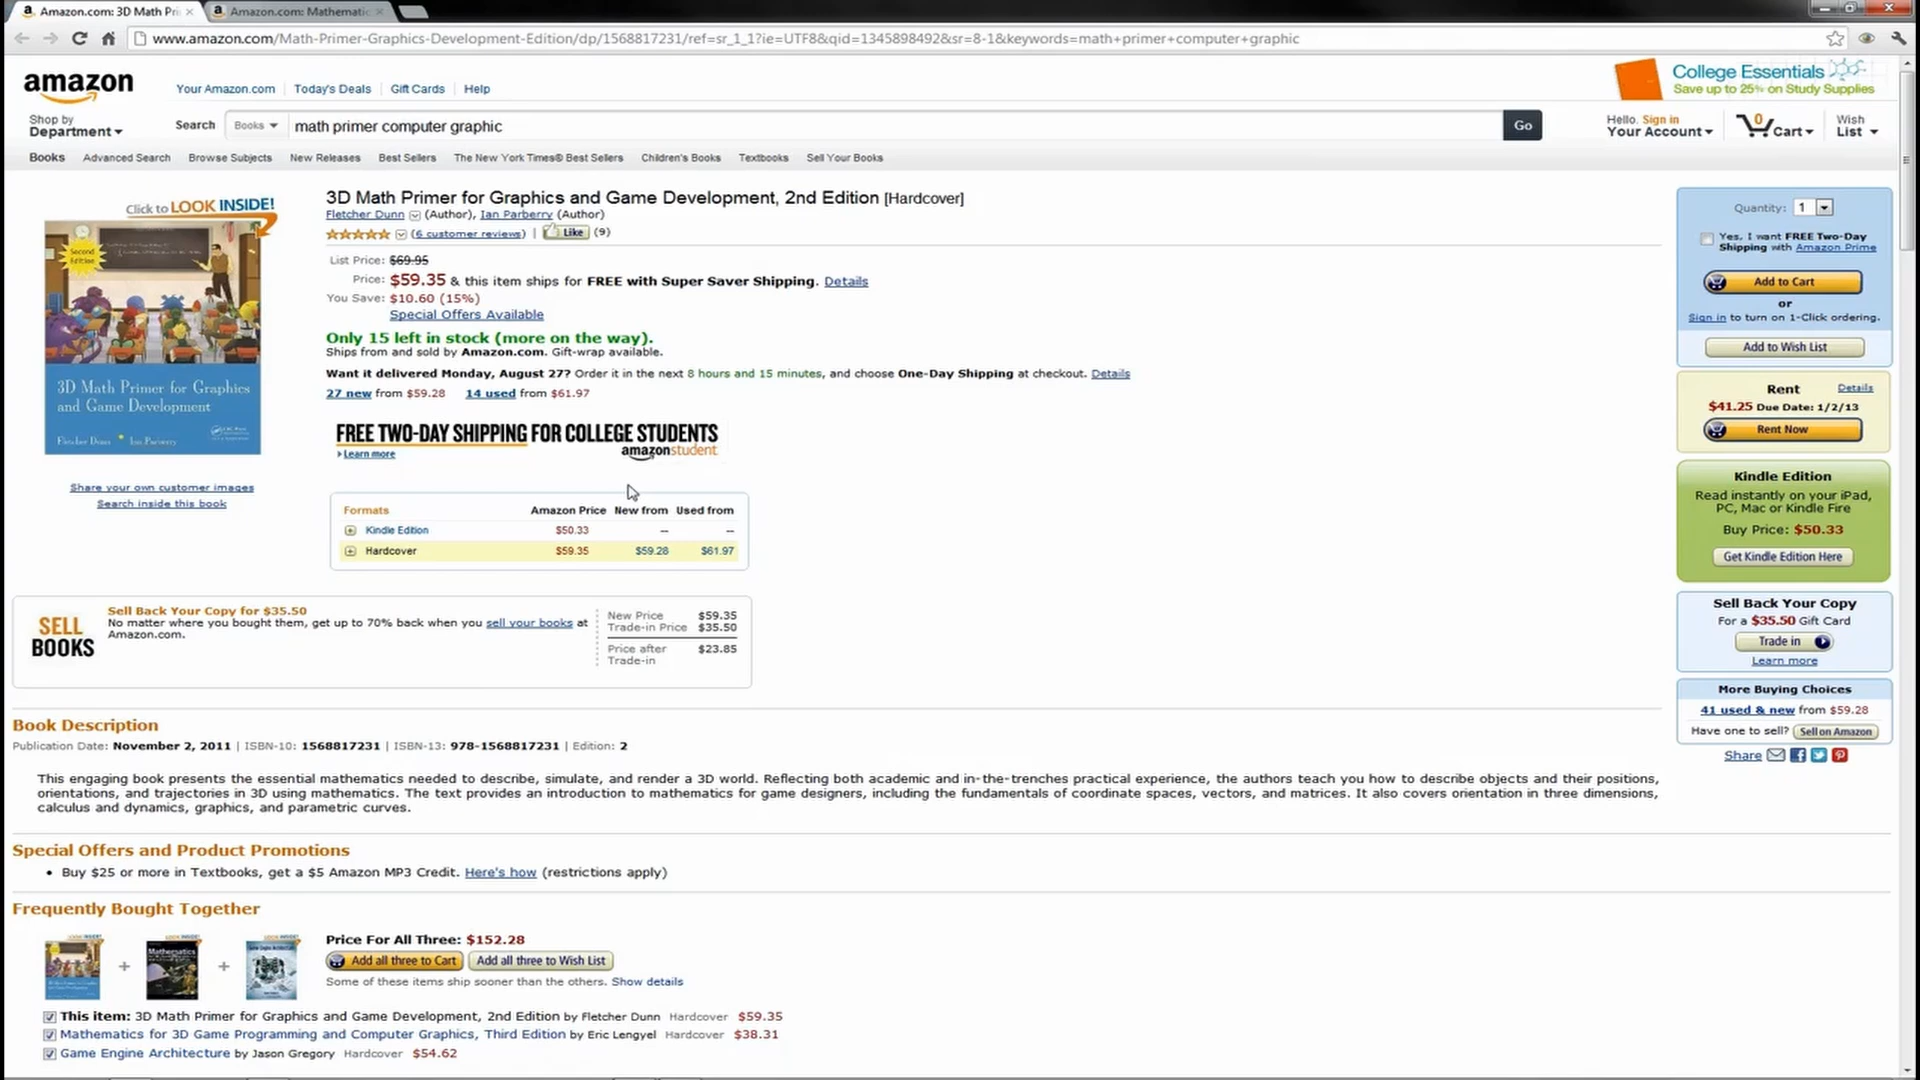 Amazon.com: 3D Math Pri
Amazon.com: Mathematic
www.amazon.com/Math-Primer-Graphics-Development-Edition/dp/1568817231/ref=sr_1_1?ie=UTF8&qid=1345898492&sr=8-1&keywords=math+primer+computer+graphic
amazon
Your Amazon.com Today's Deals Gift Cards Help
College Essentials
Save up to 25% on Study Supplies
Shop by
Department
Search Books math primer computer graphic Go
Hello. Sign in
Your Account
0
Cart
Wish
List
Books Advanced Search Browse Subjects New Releases Best Sellers The New York Times® Best Sellers Children's Books Textbooks Sell Your Books
Click to LOOK INSIDE!
Second
Edition
3D Math Primer for Graphics
and Game Development
Fletcher Dunn Ian Parberry
Share your own customer images
Search inside this book
3D Math Primer for Graphics and Game Development, 2nd Edition [Hardcover]
Fletcher Dunn (Author), Ian Parberry (Author)
(6 customer reviews) | Like (9)
List Price: $69.95
Price: $59.35 & this item ships for FREE with Super Saver Shipping. Details
You Save: $10.60 (15%)
Special Offers Available
Only 15 left in stock (more on the way).
Ships from and sold by Amazon.com. Gift-wrap available.
Want it delivered Monday, August 27? Order it in the next 8 hours and 15 minutes, and choose One-Day Shipping at checkout. Details
27 new from $59.28 14 used from $61.97
FREE TWO-DAY SHIPPING FOR COLLEGE STUDENTS
Learn more amazonstudent
Formats Amazon Price New from Used from
Kindle Edition $50.33 -- --
Hardcover $59.35 $59.28 $61.97
SELL
BOOKS
Sell Back Your Copy for $35.50
No matter where you bought them, get up to 70% back when you sell your books at
Amazon.com.
New Price $59.35
Trade-in Price $35.50
Price after $23.85
Trade-in
Quantity: 1
Yes, I want FREE Two-Day
Shipping with Amazon Prime
Add to Cart
or
Sign in to turn on 1-Click ordering.
Add to Wish List
Rent Details
$41.25 Due Date: 1/2/13
Rent Now
Kindle Edition
Read instantly on your iPad,
PC, Mac or Kindle Fire
Buy Price: $50.33
Get Kindle Edition Here
Sell Back Your Copy
For a $35.50 Gift Card
Trade in
Learn more
More Buying Choices
41 used & new from $59.28
Have one to sell? Sell on Amazon
Share
Book Description
Publication Date: November 2, 2011 | ISBN-10: 1568817231 | ISBN-13: 978-1568817231 | Edition: 2
This engaging book presents the essential mathematics needed to describe, simulate, and render a 3D world. Reflecting both academic and in-the-trenches practical experience, the authors teach you how to describe objects and their positions,
orientations, and trajectories in 3D using mathematics. The text provides an introduction to mathematics for game designers, including the fundamentals of coordinate spaces, vectors, and matrices. It also covers orientation in three dimensions,
calculus and dynamics, graphics, and parametric curves.
Special Offers and Product Promotions
• Buy $25 or more in Textbooks, get a $5 Amazon MP3 Credit. Here's how (restrictions apply)
Frequently Bought Together
+ +
Price For All Three: $152.28
Add all three to Cart Add all three to Wish List
Some of these items ship sooner than the others. Show details
This item: 3D Math Primer for Graphics and Game Development, 2nd Edition by Fletcher Dunn Hardcover $59.35
Mathematics for 3D Game Programming and Computer Graphics, Third Edition by Eric Lengyel Hardcover $38.31
Game Engine Architecture by Jason Gregory Hardcover $54.62